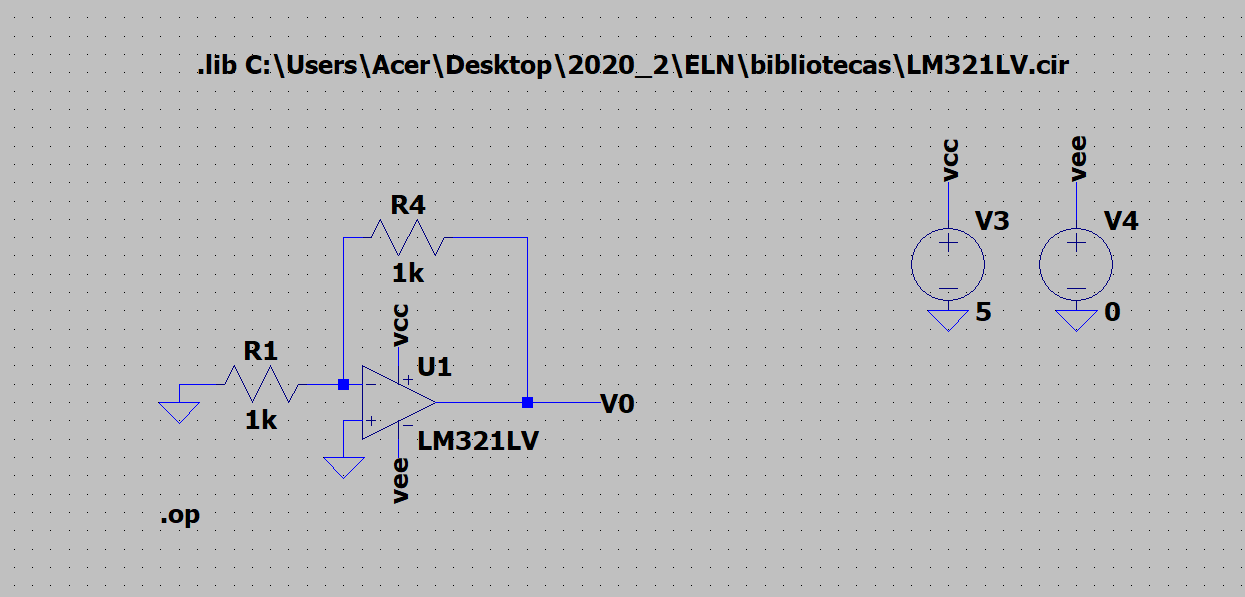 .lib C:\Users\Acer\Desktop\2020_2\ELN\bibliotecas\LM321LV.cir
vcc
vee
R4
V3
V4
1k
5
0
vcc
R1
U1
V0
1k
LM321LV
vee
.op